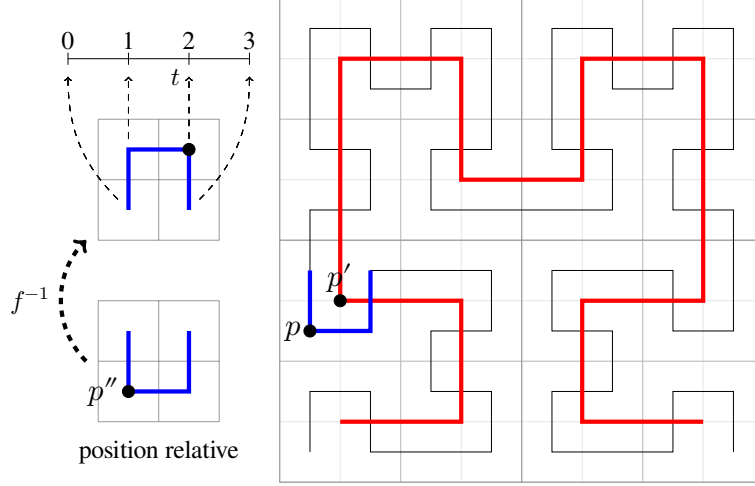 0 1 2 3
t
f⁻¹
p′
p
p″
position relative